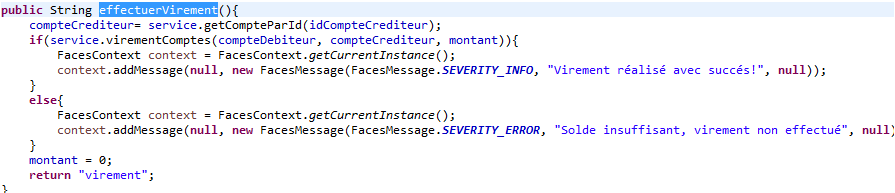 public String effectuerVirement(){
    compteCrediteur= service.getCompteParId(idCompteCrediteur);
    if(service.virementComptes(compteDebiteur, compteCrediteur, montant)){
        FacesContext context = FacesContext.getCurrentInstance();
        context.addMessage(null, new FacesMessage(FacesMessage.SEVERITY_INFO, "Virement réalisé avec succés!", null));
    }
    else{
        FacesContext context = FacesContext.getCurrentInstance();
        context.addMessage(null, new FacesMessage(FacesMessage.SEVERITY_ERROR, "Solde insuffisant, virement non effectué", null)
    }
    montant = 0;
    return "virement";
}